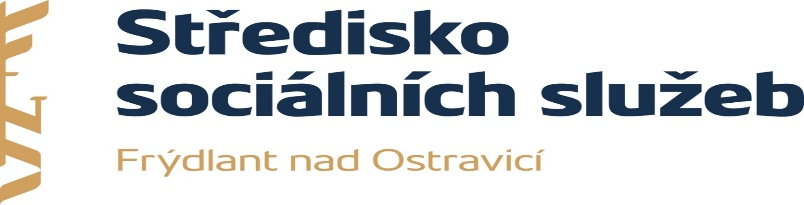 Středisko
sociálních služeb
Frýdlant nad Ostravicí